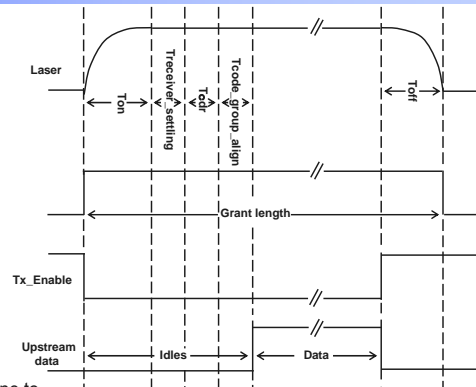 Laser
Ton
Treceiver_settling
Tcdr
Tcode_group_align
Toff
Grant length
Tx_Enable
Upstream
data
Idles
Data